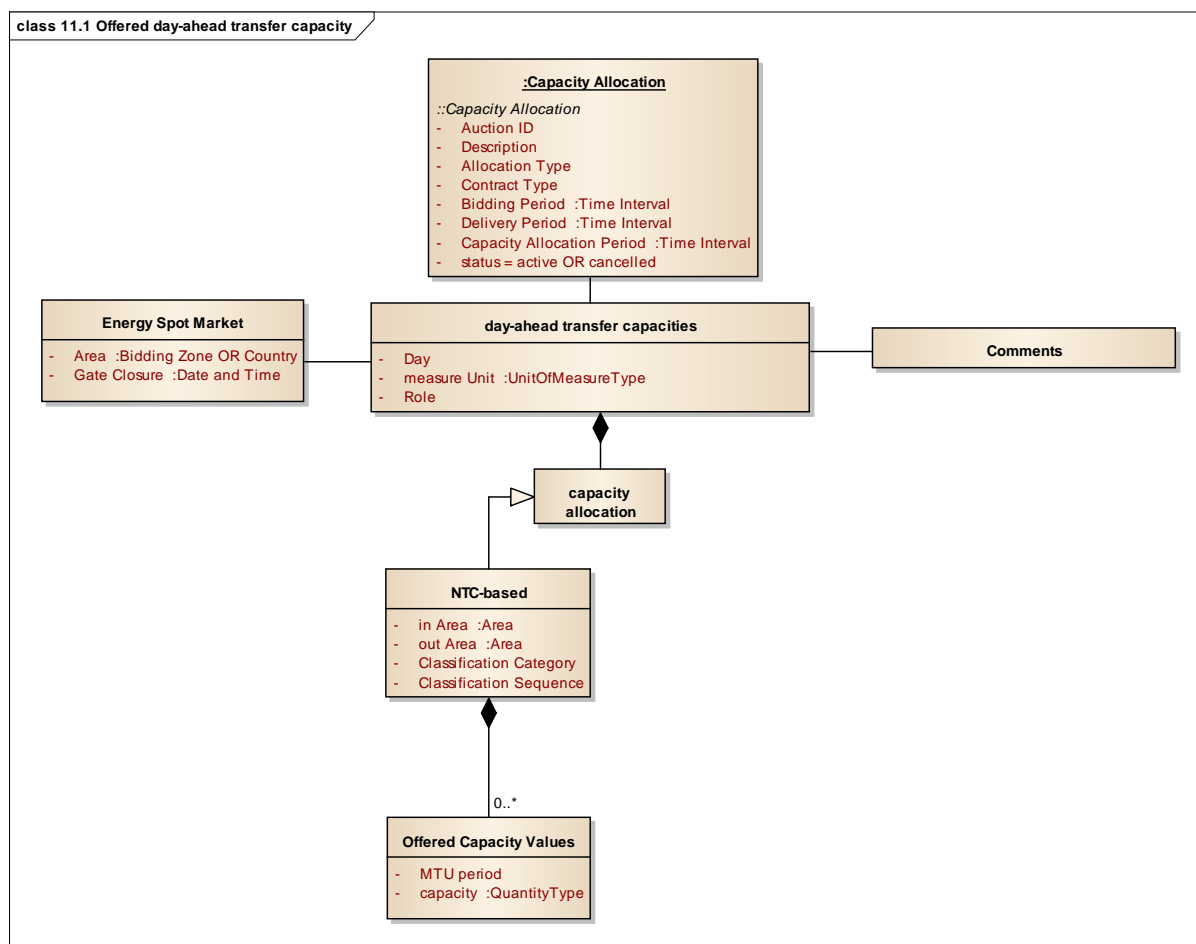 class 11.1 Offered day-ahead transfer capacity
:Capacity Allocation
::Capacity Allocation
- Auction ID
- Description
- Allocation Type
- Contract Type
- Bidding Period :Time Interval
- Delivery Period :Time Interval
- Capacity Allocation Period :Time Interval
- status = active OR cancelled
Energy Spot Market
- Area :Bidding Zone OR Country
- Gate Closure :Date and Time
day-ahead transfer capacities
- Day
- measure Unit :UnitOfMeasureType
- Role
Comments
capacity
allocation
NTC-based
- in Area :Area
- out Area :Area
- Classification Category
- Classification Sequence
0..*
Offered Capacity Values
- MTU period
- capacity :QuantityType